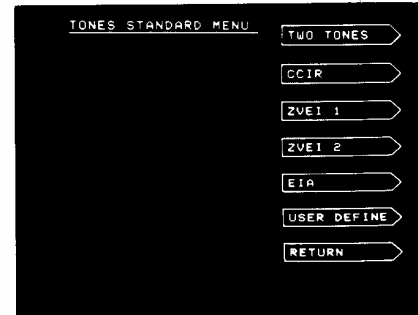 TONES STANDARD MENU
TWO TONES
CCIR
ZVEI 1
ZVEI 2
EIA
USER DEFINE
RETURN